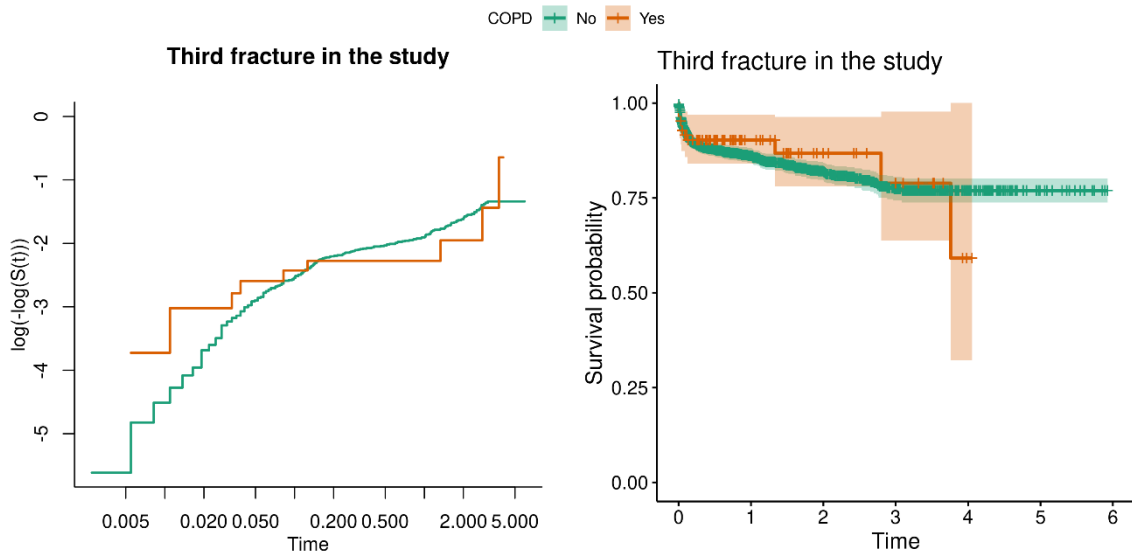 COPD No Yes
Third fracture in the study
log(-log(S(t)))
0
-1
-2
-3
-4
-5
0.005 0.020 0.050 0.200 0.500 2.000 5.000
Time
Third fracture in the study
Survival probability
1.00
0.75
0.50
0.25
0.00
0 1 2 3 4 5 6
Time